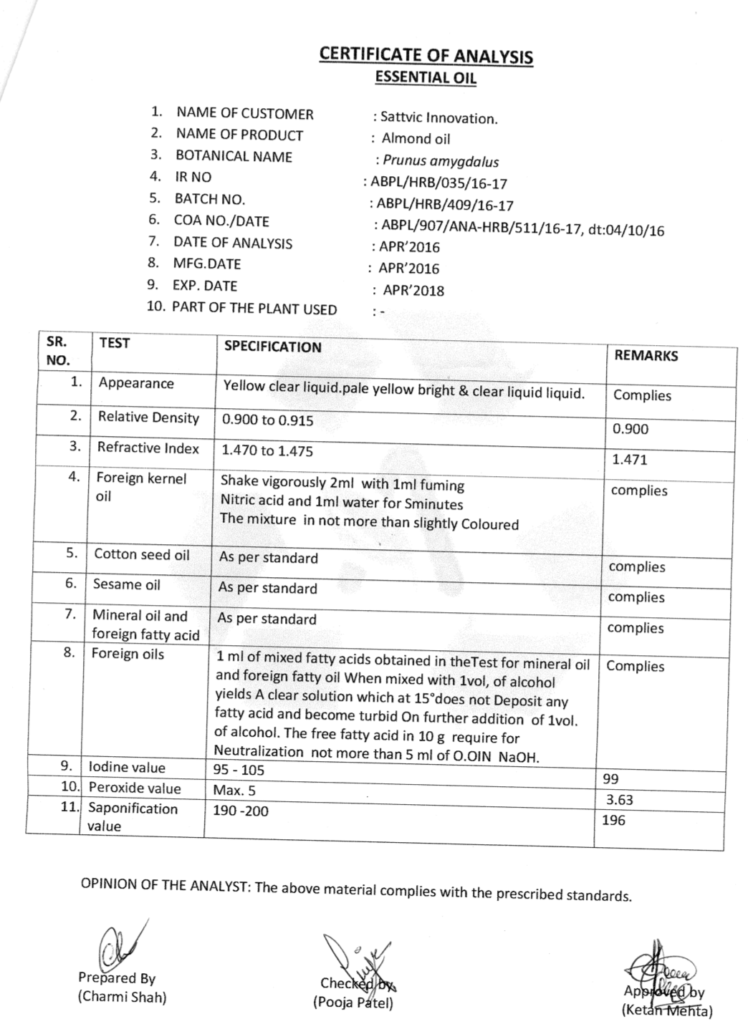 CERTIFICATE OF ANALYSIS
ESSENTIAL OIL
1. NAME OF CUSTOMER : Sattvic Innovation.
2. NAME OF PRODUCT : Almond oil
3. BOTANICAL NAME : Prunus amygdalus
4. IR NO : ABPL/HRB/035/16-17
5. BATCH NO. : ABPL/HRB/409/16-17
6. COA NO./DATE : ABPL/907/ANA-HRB/511/16-17, dt:04/10/16
7. DATE OF ANALYSIS : APR'2016
8. MFG.DATE : APR'2016
9. EXP. DATE : APR'2018
10. PART OF THE PLANT USED : -
SR. NO. TEST SPECIFICATION REMARKS
1. Appearance Yellow clear liquid.pale yellow bright & clear liquid liquid. Complies
2. Relative Density 0.900 to 0.915 0.900
3. Refractive Index 1.470 to 1.475 1.471
4. Foreign kernel oil Shake vigorously 2ml with 1ml fuming complies
Nitric acid and 1ml water for 5minutes
The mixture in not more than slightly Coloured
5. Cotton seed oil As per standard complies
6. Sesame oil As per standard complies
7. Mineral oil and foreign fatty acid As per standard complies
8. Foreign oils 1 ml of mixed fatty acids obtained in theTest for mineral oil Complies
and foreign fatty oil When mixed with 1vol, of alcohol
yields A clear solution which at 15°does not Deposit any
fatty acid and become turbid On further addition of 1vol.
of alcohol. The free fatty acid in 10 g require for
Neutralization not more than 5 ml of O.OIN NaOH.
9. Iodine value 95 - 105 99
10. Peroxide value Max. 5 3.63
11. Saponification value 190 -200 196
OPINION OF THE ANALYST: The above material complies with the prescribed standards.
Prepared By Checked by Approved by
(Charmi Shah) (Pooja Patel) (Ketan Mehta)